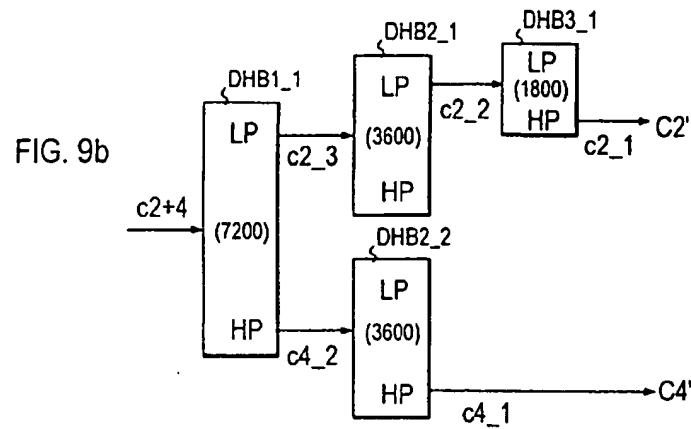 FIG. 9b
c2+4
DHB1_1
LP
(7200)
HP
c2_3
c4_2
DHB2_1
LP
(3600)
HP
c2_2
DHB3_1
LP
(1800)
HP
c2_1
C2'
DHB2_2
LP
(3600)
HP
c4_1
C4'